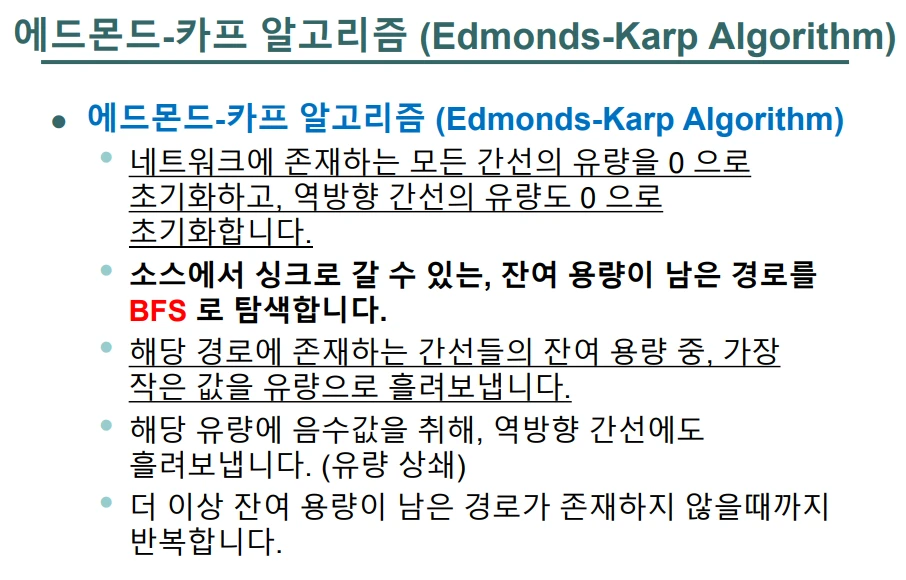 에드몬드-카프 알고리즘 (Edmonds-Karp Algorithm)
에드몬드-카프 알고리즘 (Edmonds-Karp Algorithm)
네트워크에 존재하는 모든 간선의 유량을 0 으로
초기화하고, 역방향 간선의 유량도 0 으로
초기화합니다.
소스에서 싱크로 갈 수 있는, 잔여 용량이 남은 경로를
BFS 로 탐색합니다.
해당 경로에 존재하는 간선들의 잔여 용량 중, 가장
작은 값을 유량으로 흘려보냅니다.
해당 유량에 음수값을 취해, 역방향 간선에도
흘려보냅니다. (유량 상쇄)
더 이상 잔여 용량이 남은 경로가 존재하지 않을때까지
반복합니다.